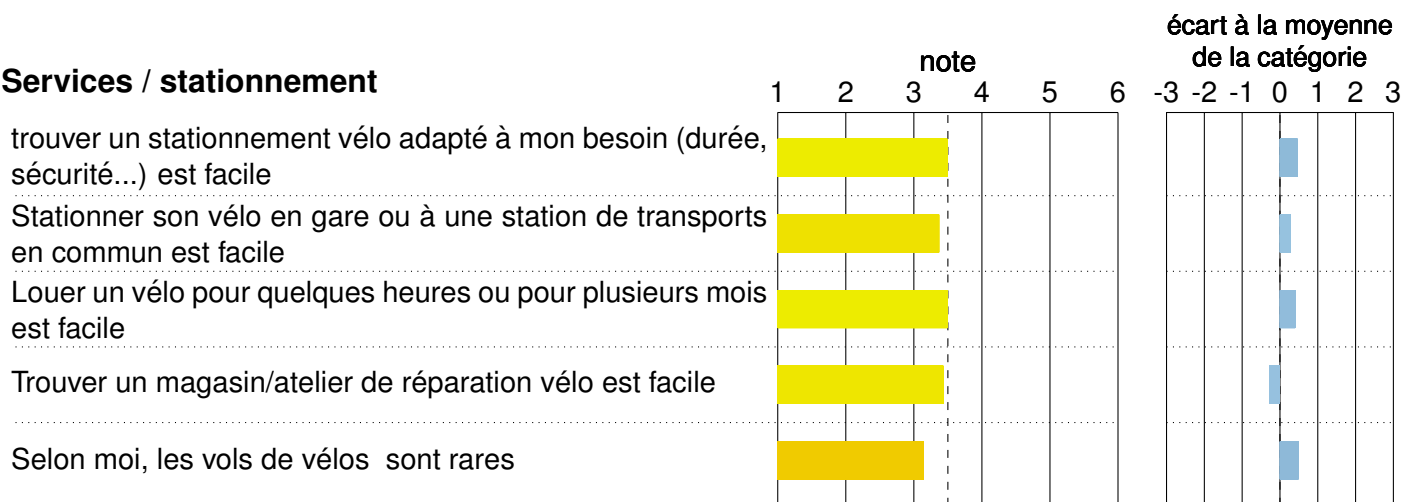 écart à la moyenne
de la catégorie
note
Services / stationnement
1 2 3 4 5 6 -3 -2 -1 0 1 2 3
trouver un stationnement vélo adapté à mon besoin (durée,
sécurité...) est facile
Stationner son vélo en gare ou à une station de transports
en commun est facile
Louer un vélo pour quelques heures ou pour plusieurs mois
est facile
Trouver un magasin/atelier de réparation vélo est facile
Selon moi, les vols de vélos sont rares